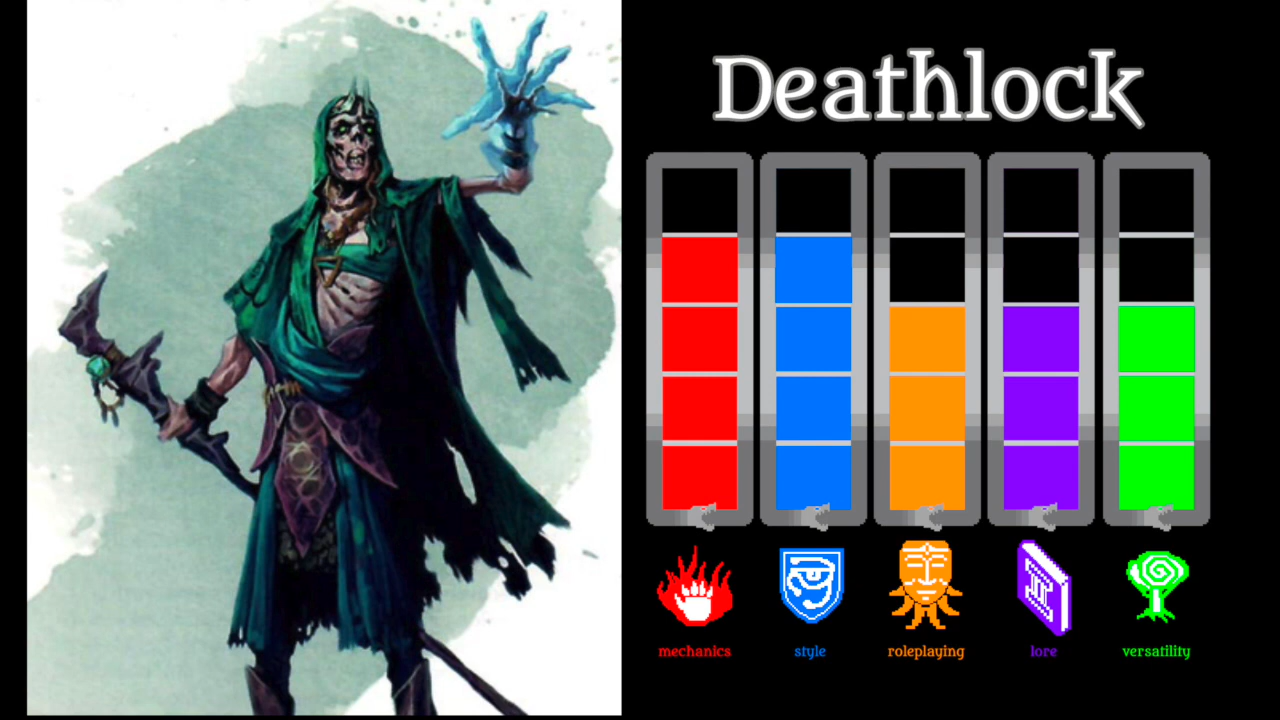 Deathlock
mechanics
style
roleplaying
lore
versatility